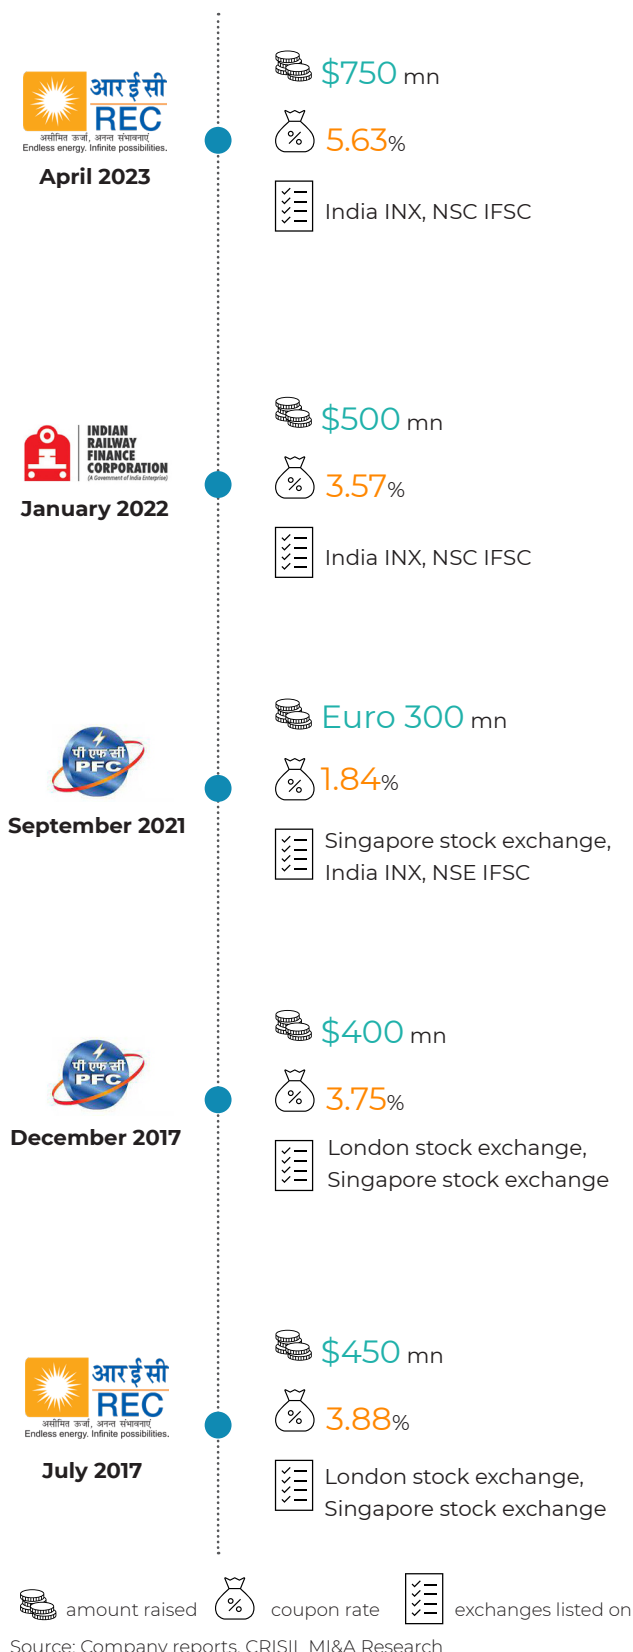 $750 mn
आर ई सी
REC
असीमित ऊर्जा, अनन्त संभावनाएं
Endless energy. Infinite possibilities.
April 2023
5.63%
India INX, NSC IFSC
$500 mn
INDIAN
RAILWAY
FINANCE
CORPORATION
(A Government of India Enterprise)
January 2022
3.57%
India INX, NSC IFSC
Euro 300 mn
पी एफ सी
PFC
September 2021
1.84%
Singapore stock exchange,
India INX, NSE IFSC
$400 mn
पी एफ सी
PFC
December 2017
3.75%
London stock exchange,
Singapore stock exchange
$450 mn
आर ई सी
REC
असीमित ऊर्जा, अनन्त संभावनाएं
Endless energy. Infinite possibilities.
July 2017
3.88%
London stock exchange,
Singapore stock exchange
amount raised % coupon rate exchanges listed on
Source: Company reports, CRISIL MI&A Research